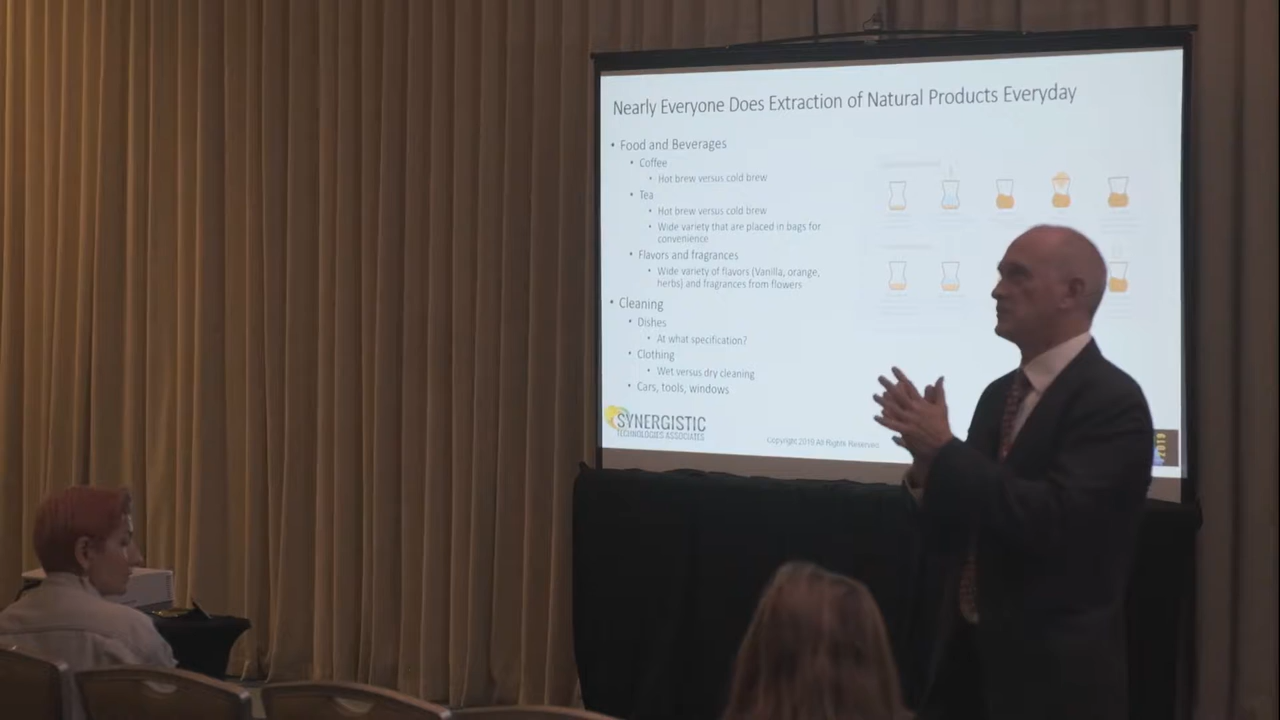 Nearly Everyone Does Extraction of Natural Products Everyday
• Food and Beverages
• Coffee
• Hot brew versus cold brew
• Tea
• Hot brew versus cold brew
• Wide variety that are placed in bags for
convenience
• Flavors and fragrances
• Wide variety of flavors (Vanilla, orange,
herbs) and fragrances from flowers
• Cleaning
• Dishes
• At what specification?
• Clothing
• Wet versus dry cleaning
• Cars, tools, windows
SYNERGISTIC
TECHNOLOGIES ASSOCIATES
Copyright 2019 All Rights Reserved
2019